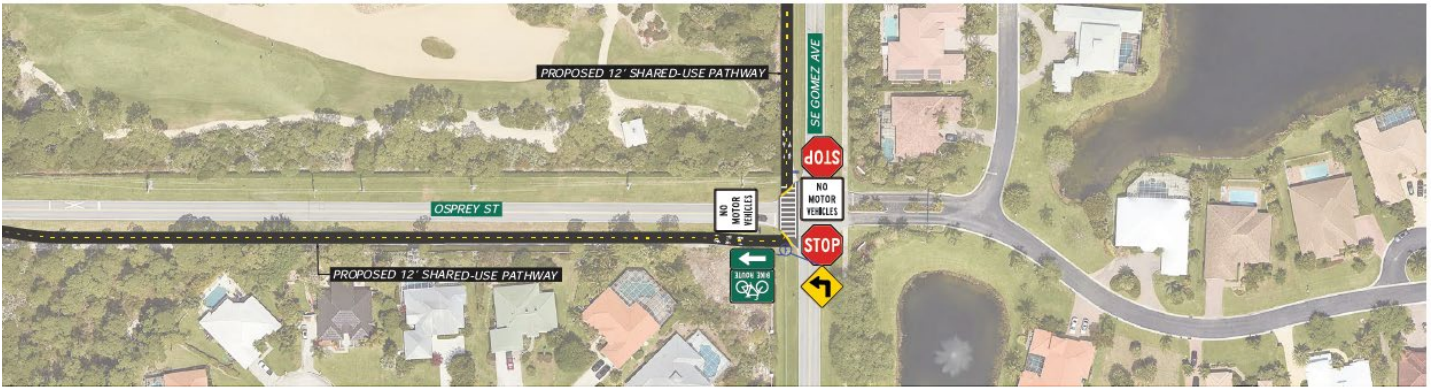 PROPOSED 12' SHARED-USE PATHWAY
SE GOMEZ AVE
STOP
NO
MOTOR
VEHICLES
NO
MOTOR
VEHICLES
OSPREY ST
STOP
BIKE ROUTE
PROPOSED 12' SHARED-USE PATHWAY